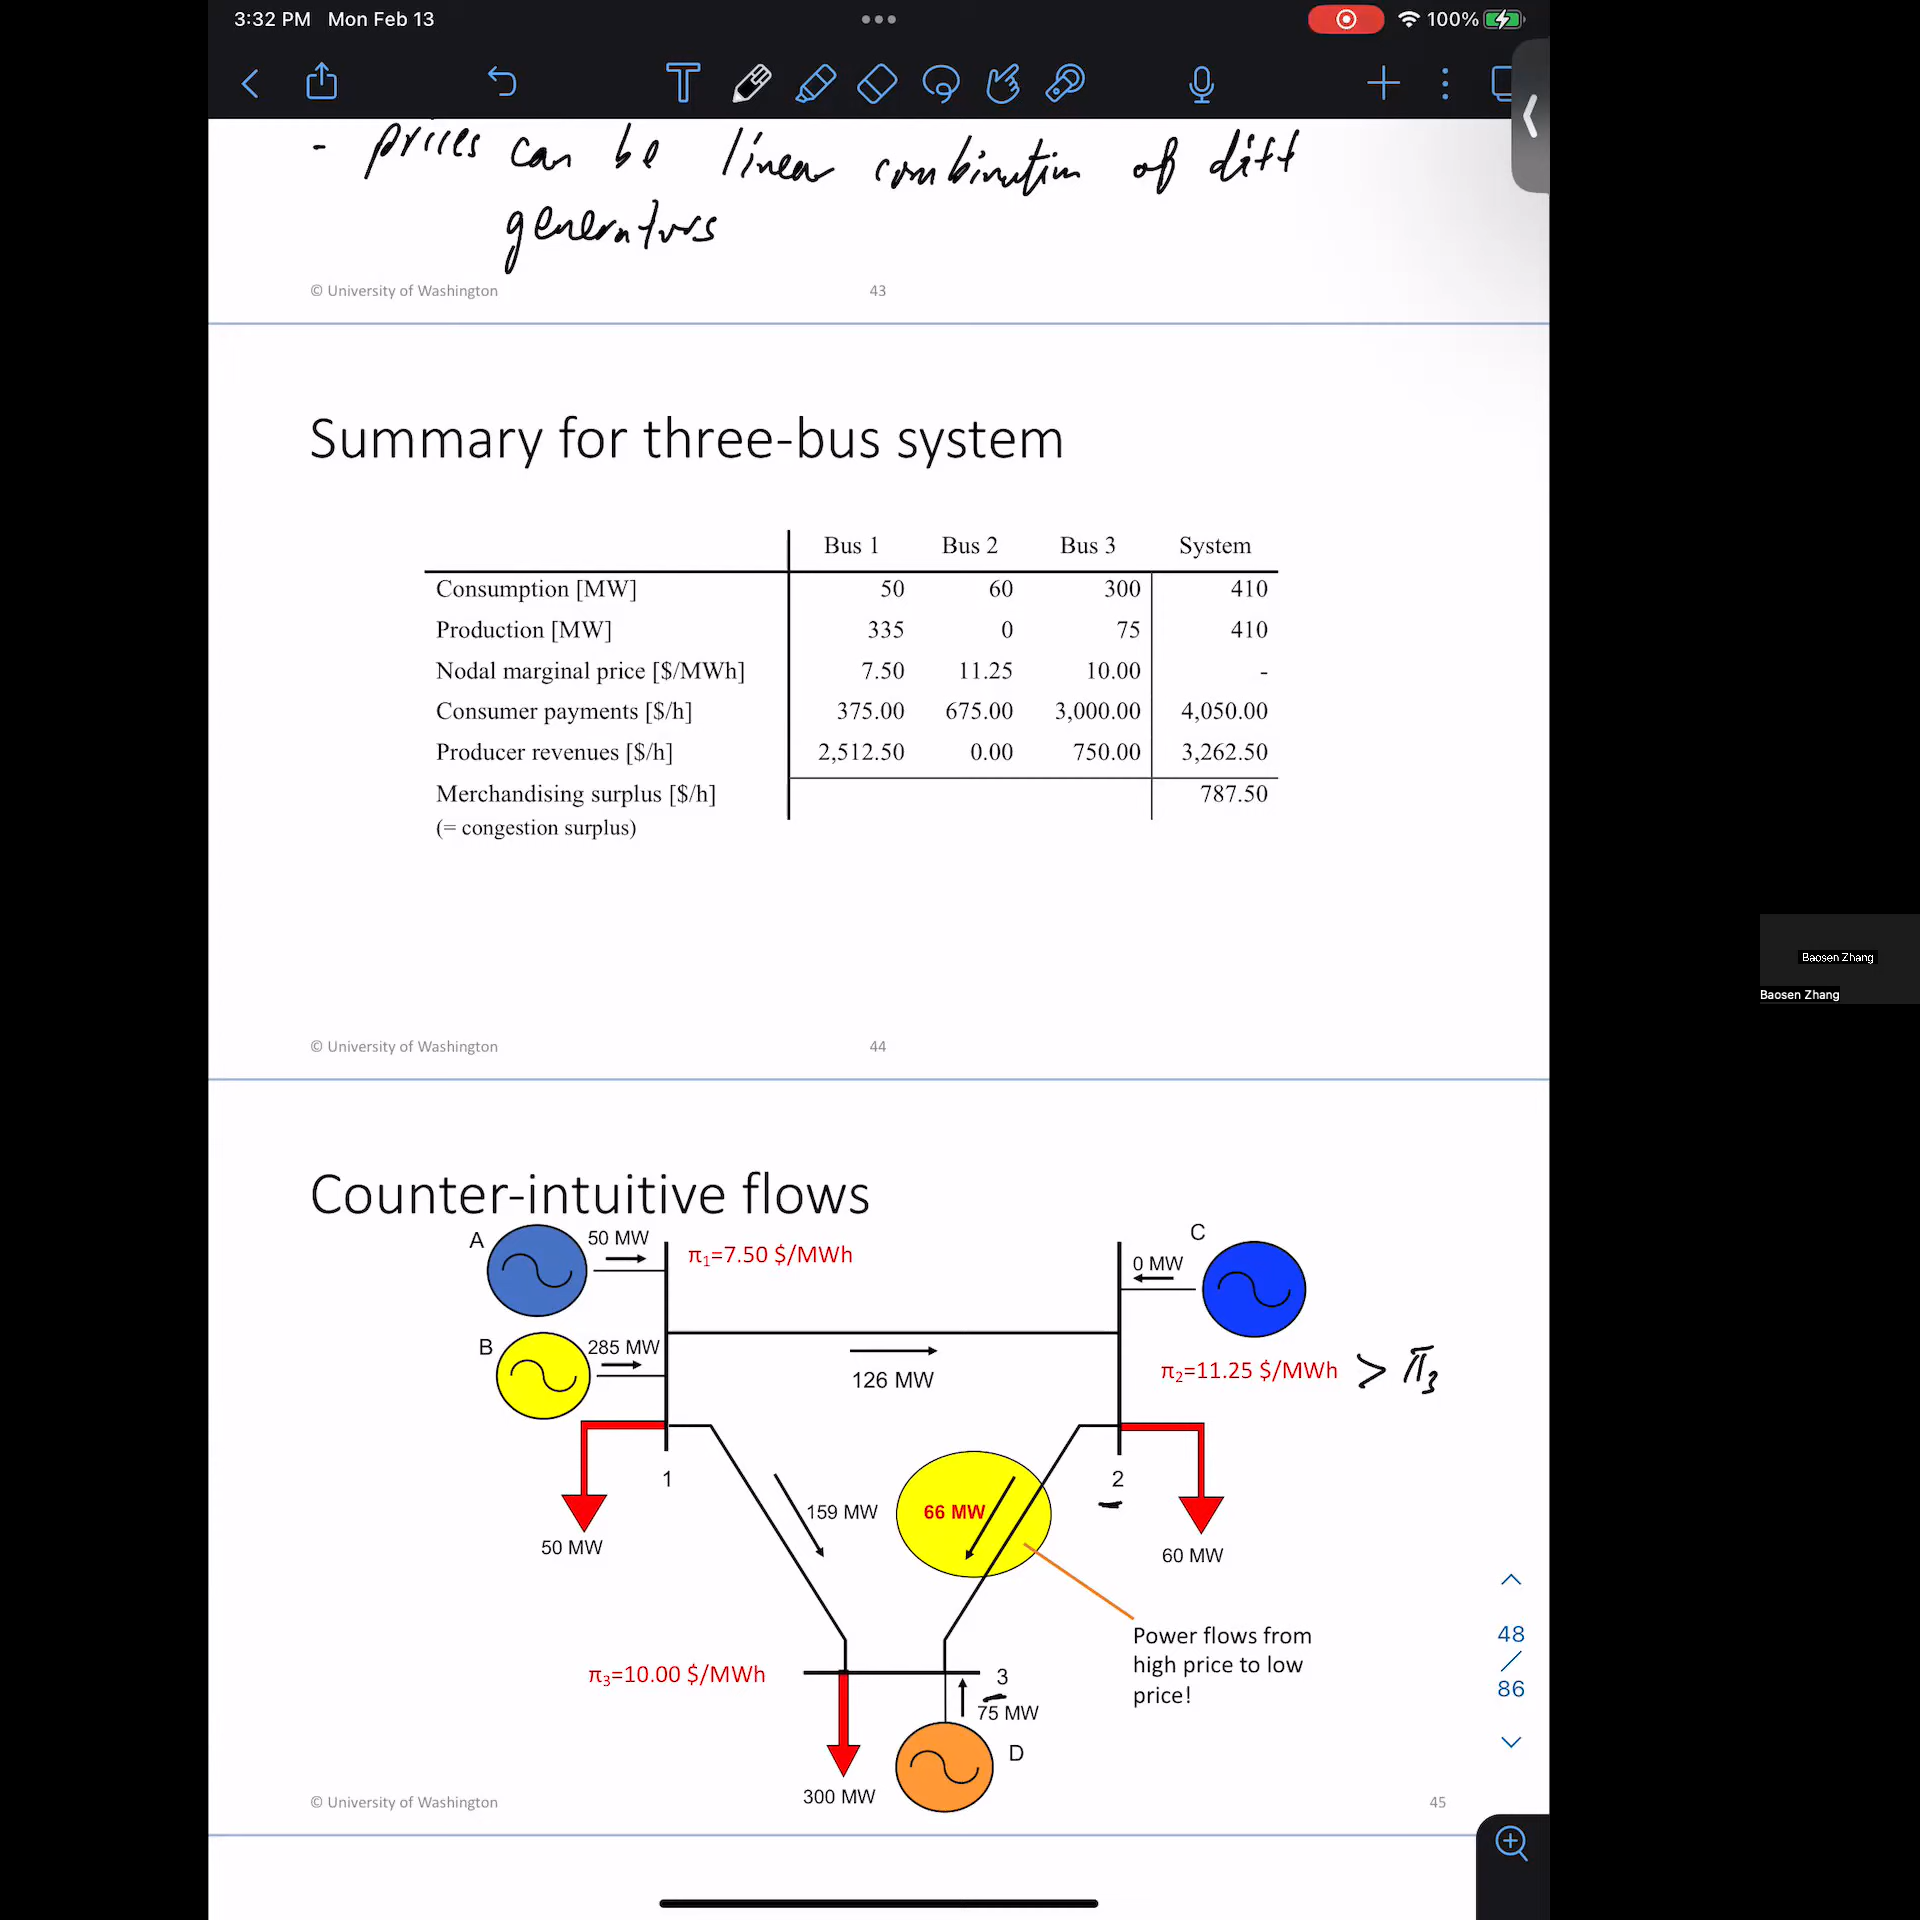 3:32 PM Mon Feb 13
100%
- prices can be linear combination of diff
generators
© University of Washington
43
Summary for three-bus system
Bus 1 Bus 2 Bus 3 System
Consumption [MW] 50 60 300 410
Production [MW] 335 0 75 410
Nodal marginal price [$/MWh] 7.50 11.25 10.00 -
Consumer payments [$/h] 375.00 675.00 3,000.00 4,050.00
Producer revenues [$/h] 2,512.50 0.00 750.00 3,262.50
Merchandising surplus [$/h] 787.50
(= congestion surplus)
Baosen Zhang
Baosen Zhang
© University of Washington
44
Counter-intuitive flows
A
50 MW
π1=7.50 $/MWh
C
0 MW
B
285 MW
126 MW
π2=11.25 $/MWh > π3
1
2
159 MW
66 MW
50 MW
60 MW
Power flows from
high price to low
price!
48
/
86
π3=10.00 $/MWh
3
75 MW
D
300 MW
© University of Washington
45